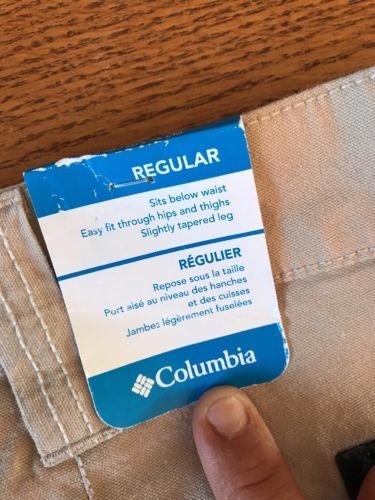 REGULAR
Sits below waist
Easy fit through hips and thighs
Slightly tapered leg
RÉGULIER
Repose sous la taille
Port aisé au niveau des hanches
et des cuisses
Jambes légèrement fuselées
Columbia